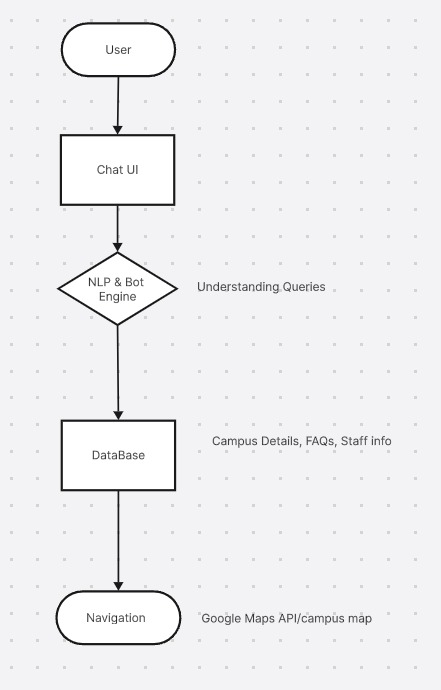 User
Chat UI
NLP & Bot
Engine
Understanding Queries
DataBase
Campus Details, FAQs, Staff info
Navigation
Google Maps API/campus map